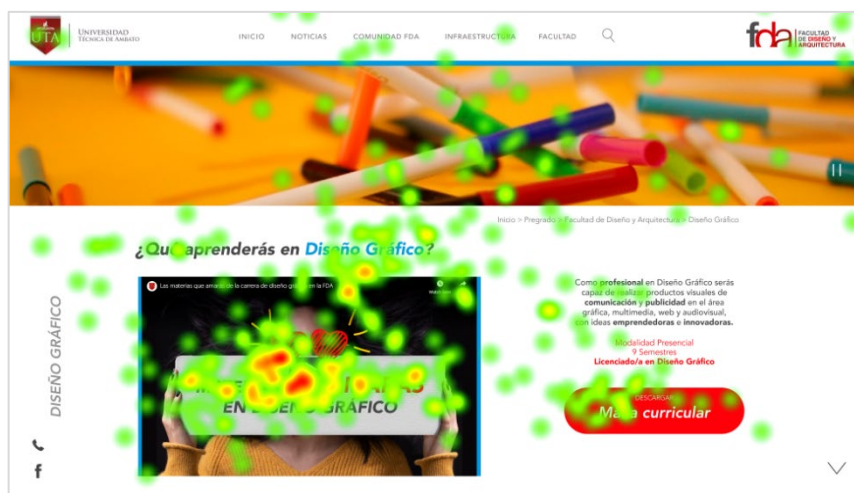 UTA
UNIVERSIDAD
TÉCNICA DE AMBATO
INICIO NOTICIAS COMUNIDAD FDA INFRAESTRUCTURA FACULTAD
fda FACULTAD
DE DISEÑO Y
ARQUITECTURA
Inicio > Pregrado > Facultad de Diseño y Arquitectura > Diseño Gráfico
¿Qué aprenderás en Diseño Gráfico?
Las materias que amarás de la carrera de diseño gráfico en la FDA
EN DISEÑO GRÁFICO
Como profesional en Diseño Gráfico serás
capaz de realizar productos visuales de
comunicación y publicidad en el área
gráfica, multimedia, web y audiovisual,
con ideas emprendedoras e innovadoras.
Modalidad Presencial
9 Semestres
Licenciado/a en Diseño Gráfico
DESCARGAR
Malla curricular
DISEÑO GRÁFICO
f